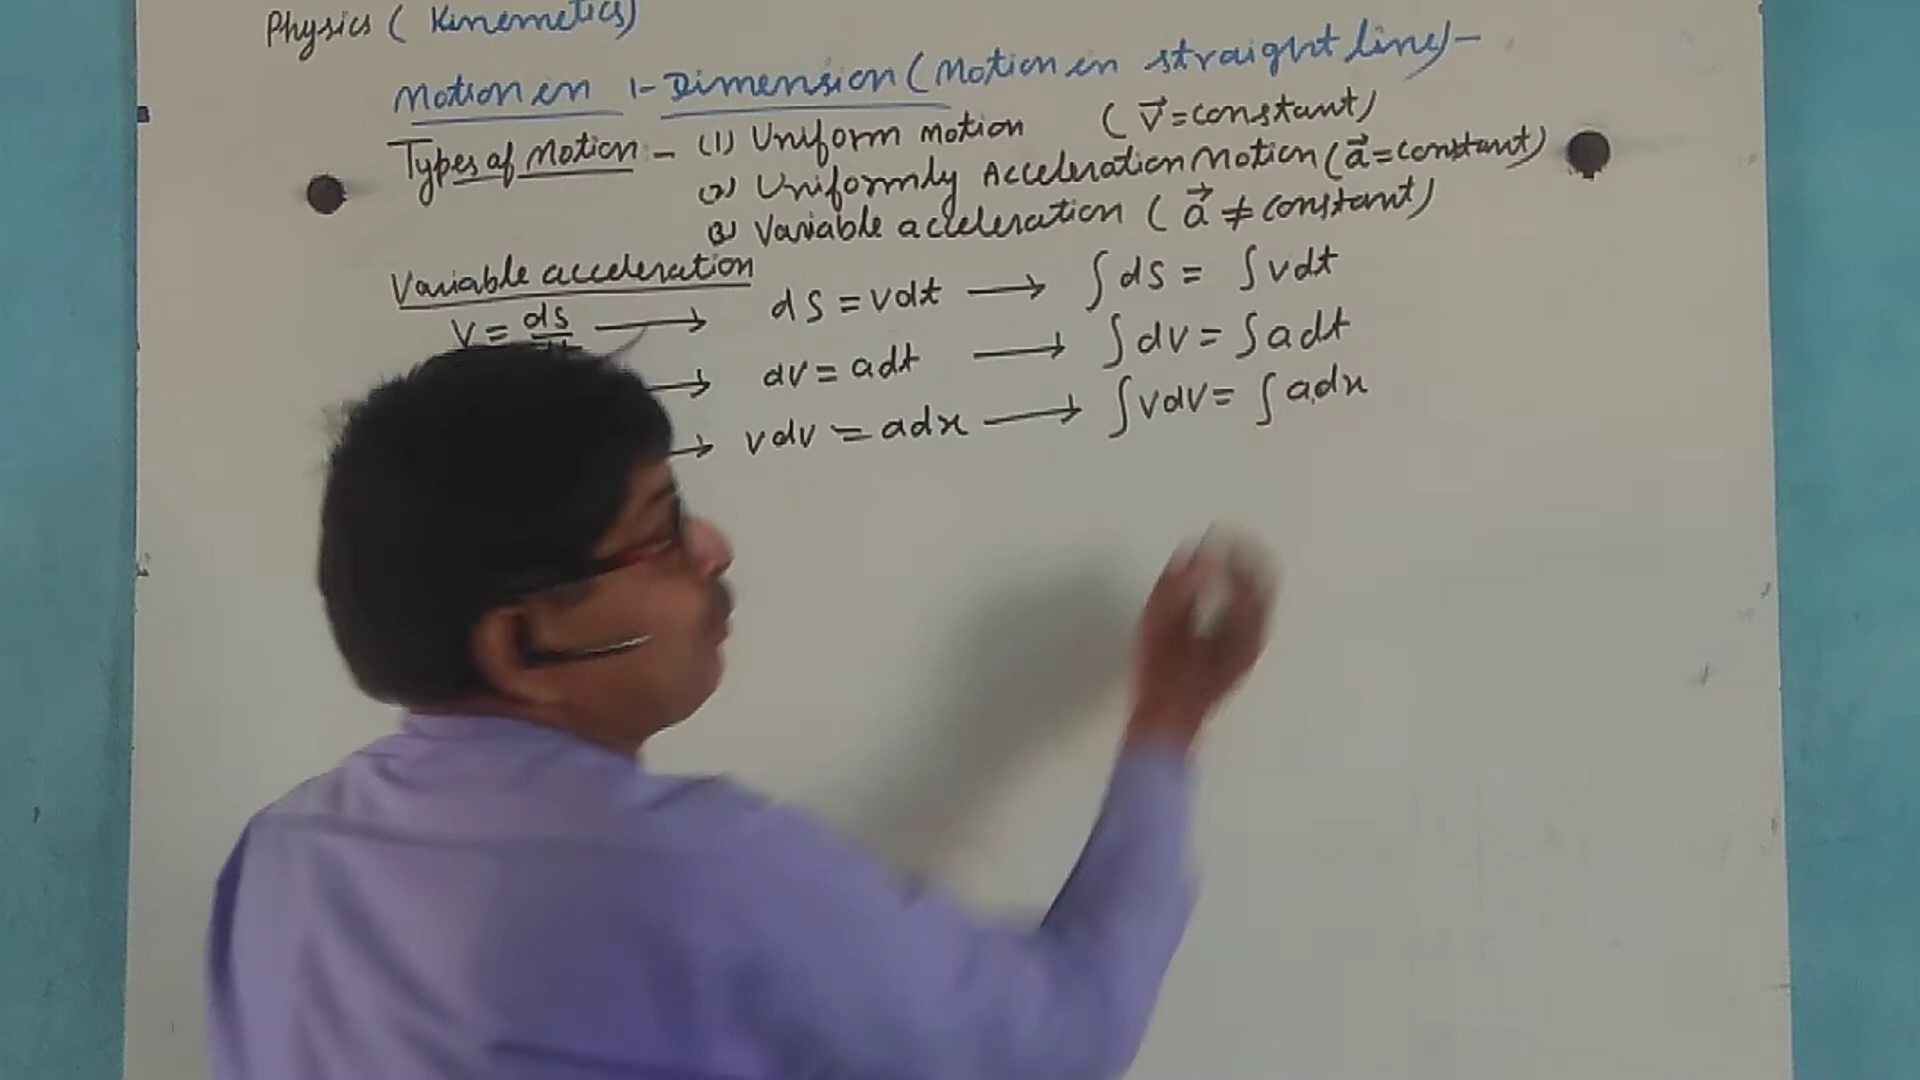 Physics ( Kinemetics)
Motion in 1-Dimension (Motion in straight line) -
Types of Motion - (1) Uniform motion ( v⃗ = constant)
(2) Uniformly Acceleration Motion ( a⃗ = constant)
(3) Variable acceleration ( a⃗ ≠ constant)
Variable acceleration
V = ds → ds = vdt → ∫ds = ∫vdt
→ dv = adt → ∫dv = ∫adt
→ vdv = adx → ∫vdv = ∫adx